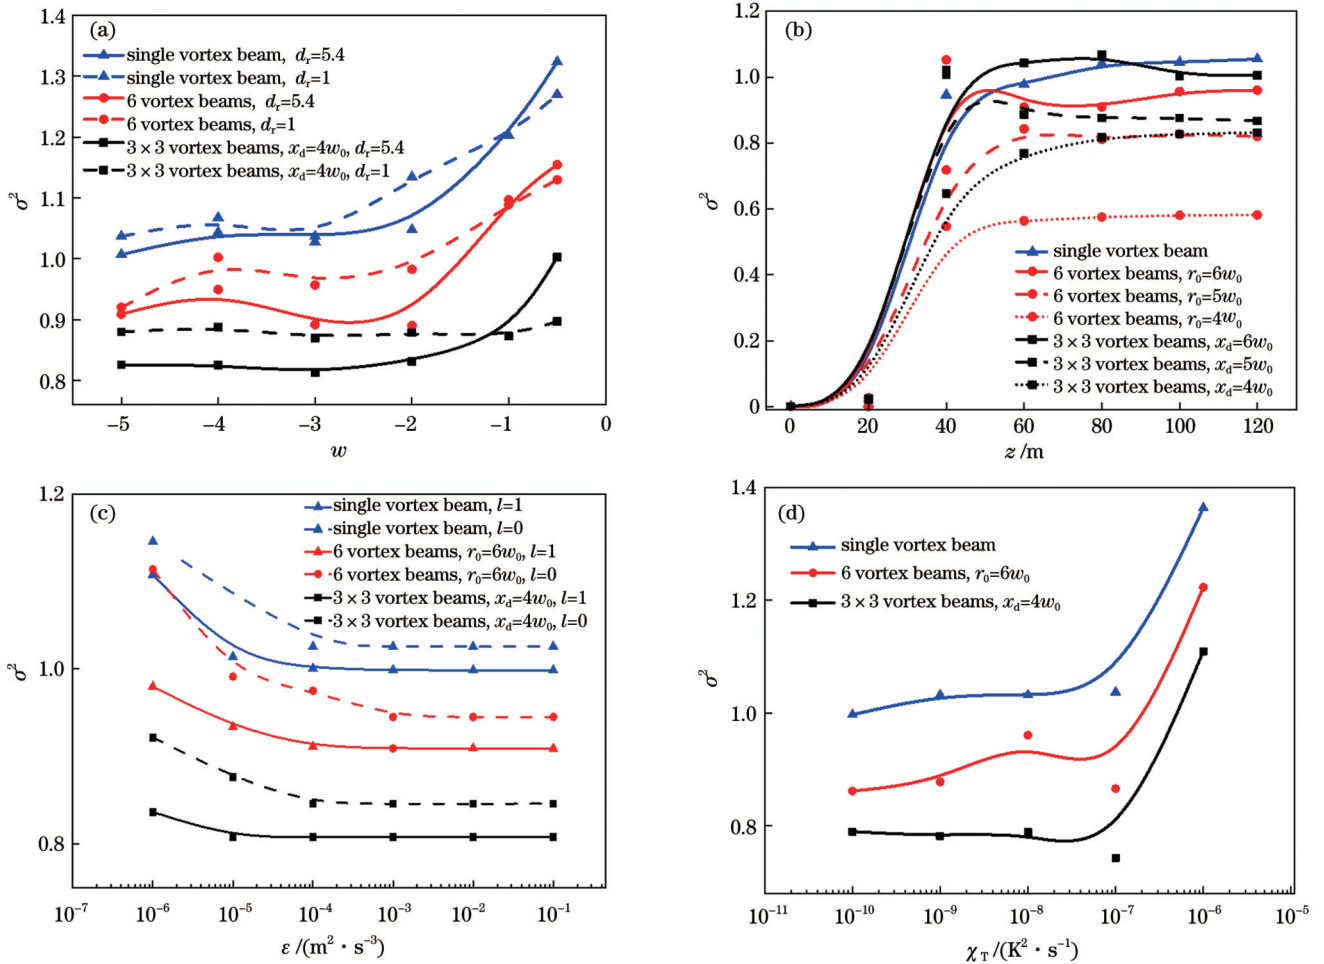 (a)
single vortex beam, dᵣ=5.4
single vortex beam, dᵣ=1
6 vortex beams, dᵣ=5.4
6 vortex beams, dᵣ=1
3×3 vortex beams, x_d=4w₀, dᵣ=5.4
3×3 vortex beams, x_d=4w₀, dᵣ=1
1.4
1.3
1.2
1.1
1.0
0.9
0.8
σ²
−5 −4 −3 −2 −1 0
w
(b)
1.2
1.0
0.8
0.6
0.4
0.2
0
σ²
single vortex beam
6 vortex beams, r₀=6w₀
6 vortex beams, r₀=5w₀
6 vortex beams, r₀=4w₀
3×3 vortex beams, x_d=6w₀
3×3 vortex beams, x_d=5w₀
3×3 vortex beams, x_d=4w₀
0 20 40 60 80 100 120
z /m
(c)
single vortex beam, l=1
single vortex beam, l=0
6 vortex beams, r₀=6w₀, l=1
6 vortex beams, r₀=6w₀, l=0
3×3 vortex beams, x_d=4w₀, l=1
3×3 vortex beams, x_d=4w₀, l=0
1.2
1.0
0.8
σ²
10⁻⁷ 10⁻⁶ 10⁻⁵ 10⁻⁴ 10⁻³ 10⁻² 10⁻¹
ε /(m²·s⁻³)
(d)
single vortex beam
6 vortex beams, r₀=6w₀
3×3 vortex beams, x_d=4w₀
1.4
1.2
1.0
0.8
σ²
10⁻¹¹ 10⁻¹⁰ 10⁻⁹ 10⁻⁸ 10⁻⁷ 10⁻⁶ 10⁻⁵
χ_T /(K²·s⁻¹)